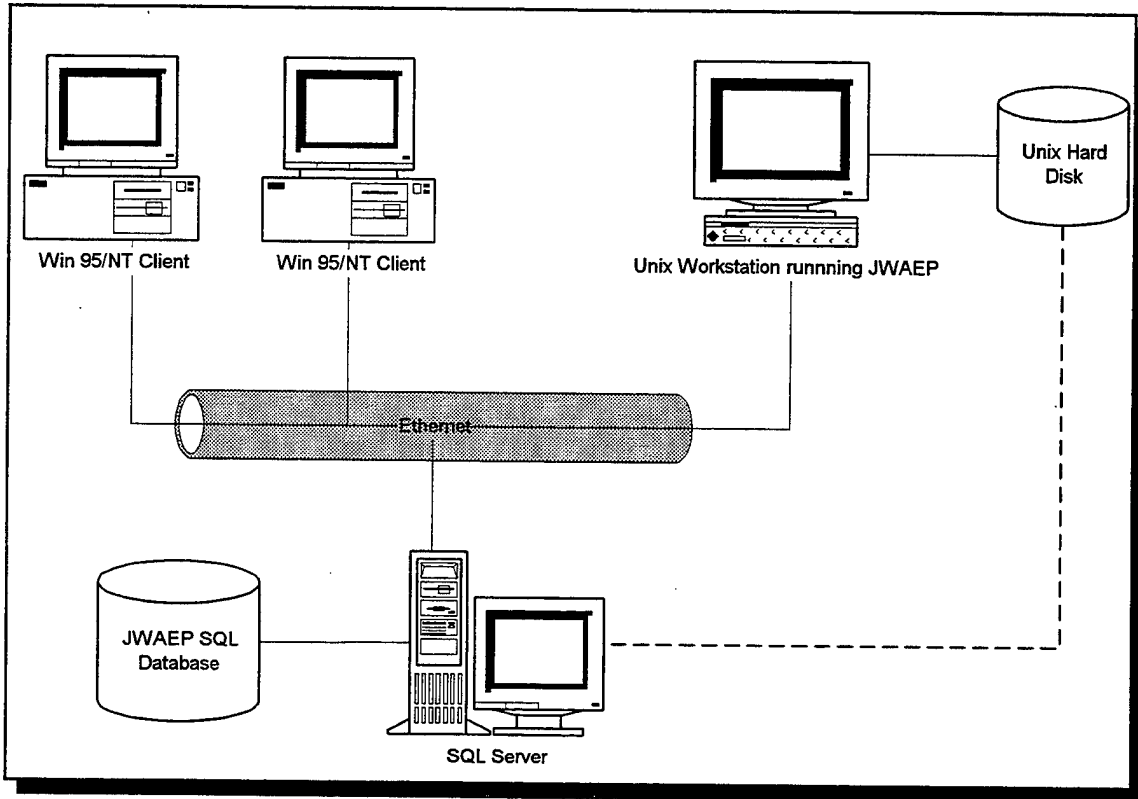 Unix Hard
Disk
Win 95/NT Client
Win 95/NT Client
Unix Workstation runnning JWAEP
Ethernet
JWAEP SQL
Database
SQL Server